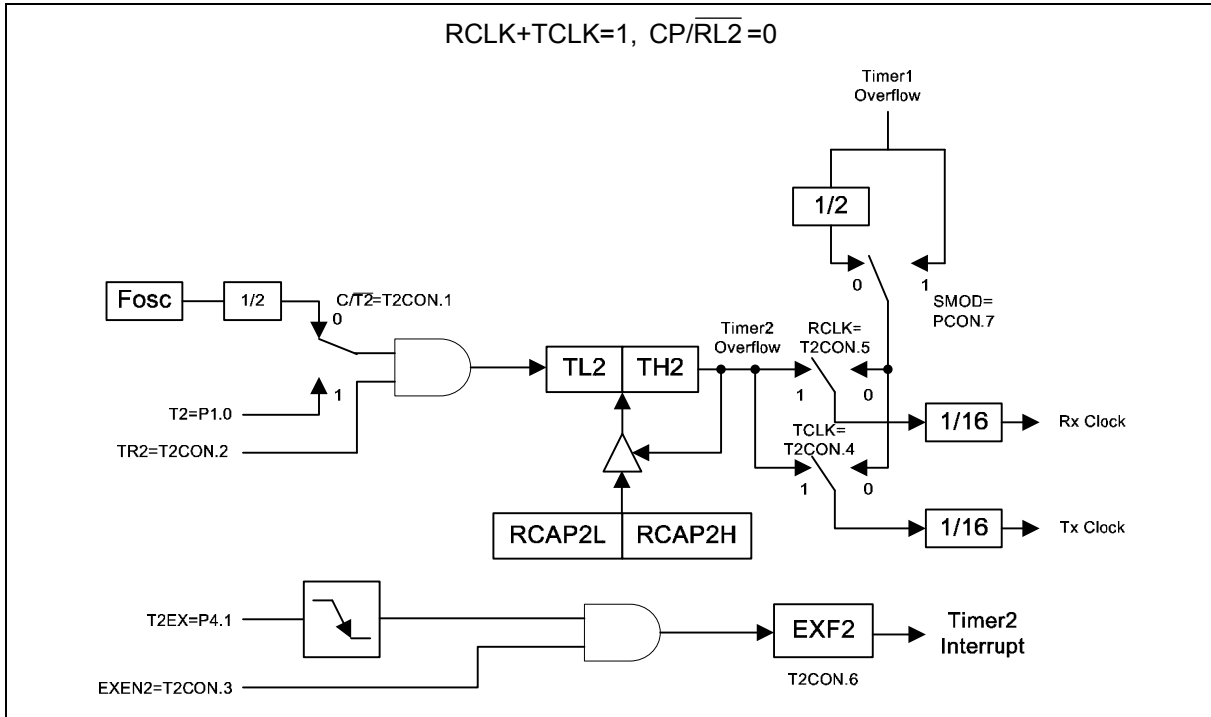 RCLK+TCLK=1, CP/RL2=0
Timer1
Overflow
1/2
0
1
SMOD=
PCON.7
Fosc
1/2
C/T2=T2CON.1
0
1
T2=P1.0
TR2=T2CON.2
TL2
TH2
Timer2
Overflow
RCLK=
T2CON.5
1
0
1/16
Rx Clock
TCLK=
T2CON.4
1
0
1/16
Tx Clock
RCAP2L
RCAP2H
T2EX=P4.1
EXEN2=T2CON.3
EXF2
T2CON.6
Timer2
Interrupt